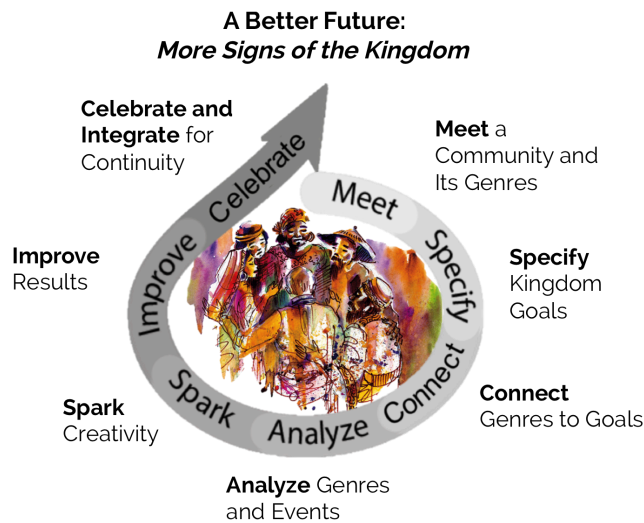 A Better Future:
More Signs of the Kingdom
Celebrate and
Integrate for
Continuity
Meet a
Community and
Its Genres
Specify
Kingdom
Goals
Connect
Genres to Goals
Analyze Genres
and Events
Spark
Creativity
Improve
Results
Meet
Specify
Connect
Analyze
Spark
Improve
Celebrate